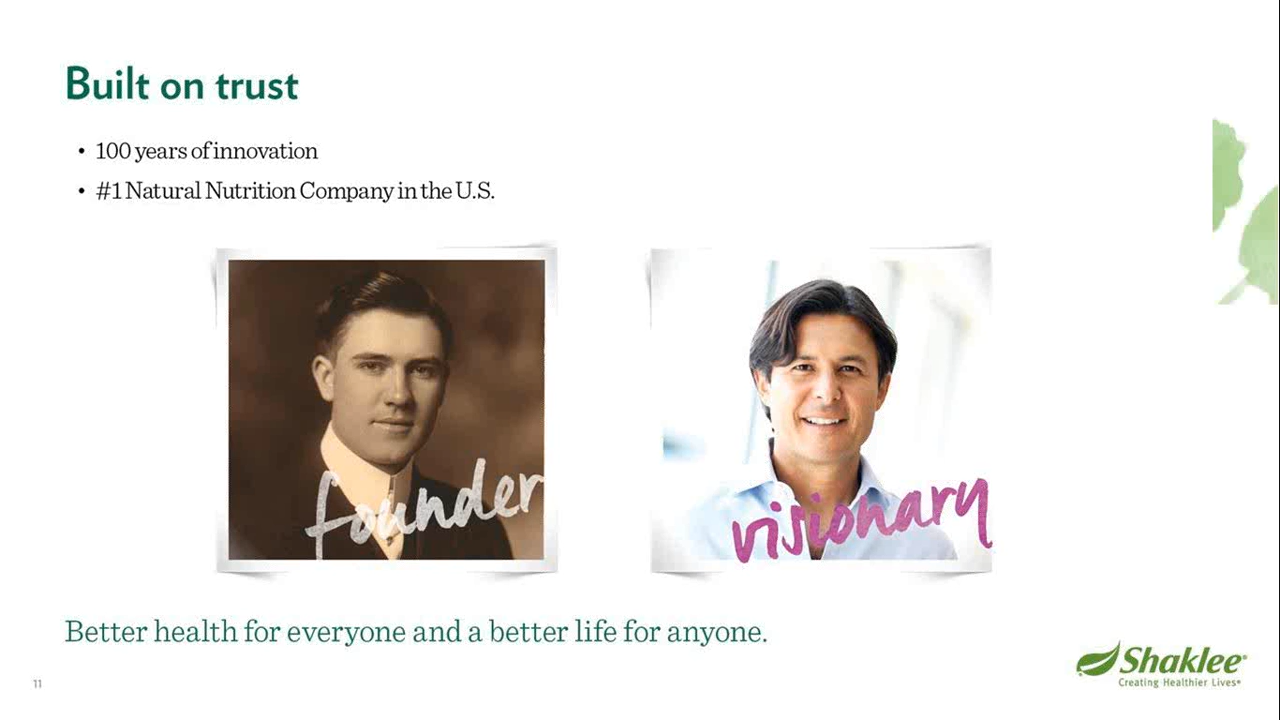 Built on trust
• 100 years of innovation
• #1 Natural Nutrition Company in the U.S.
founder
visionary
Better health for everyone and a better life for anyone.
Shaklee®
Creating Healthier Lives®
11